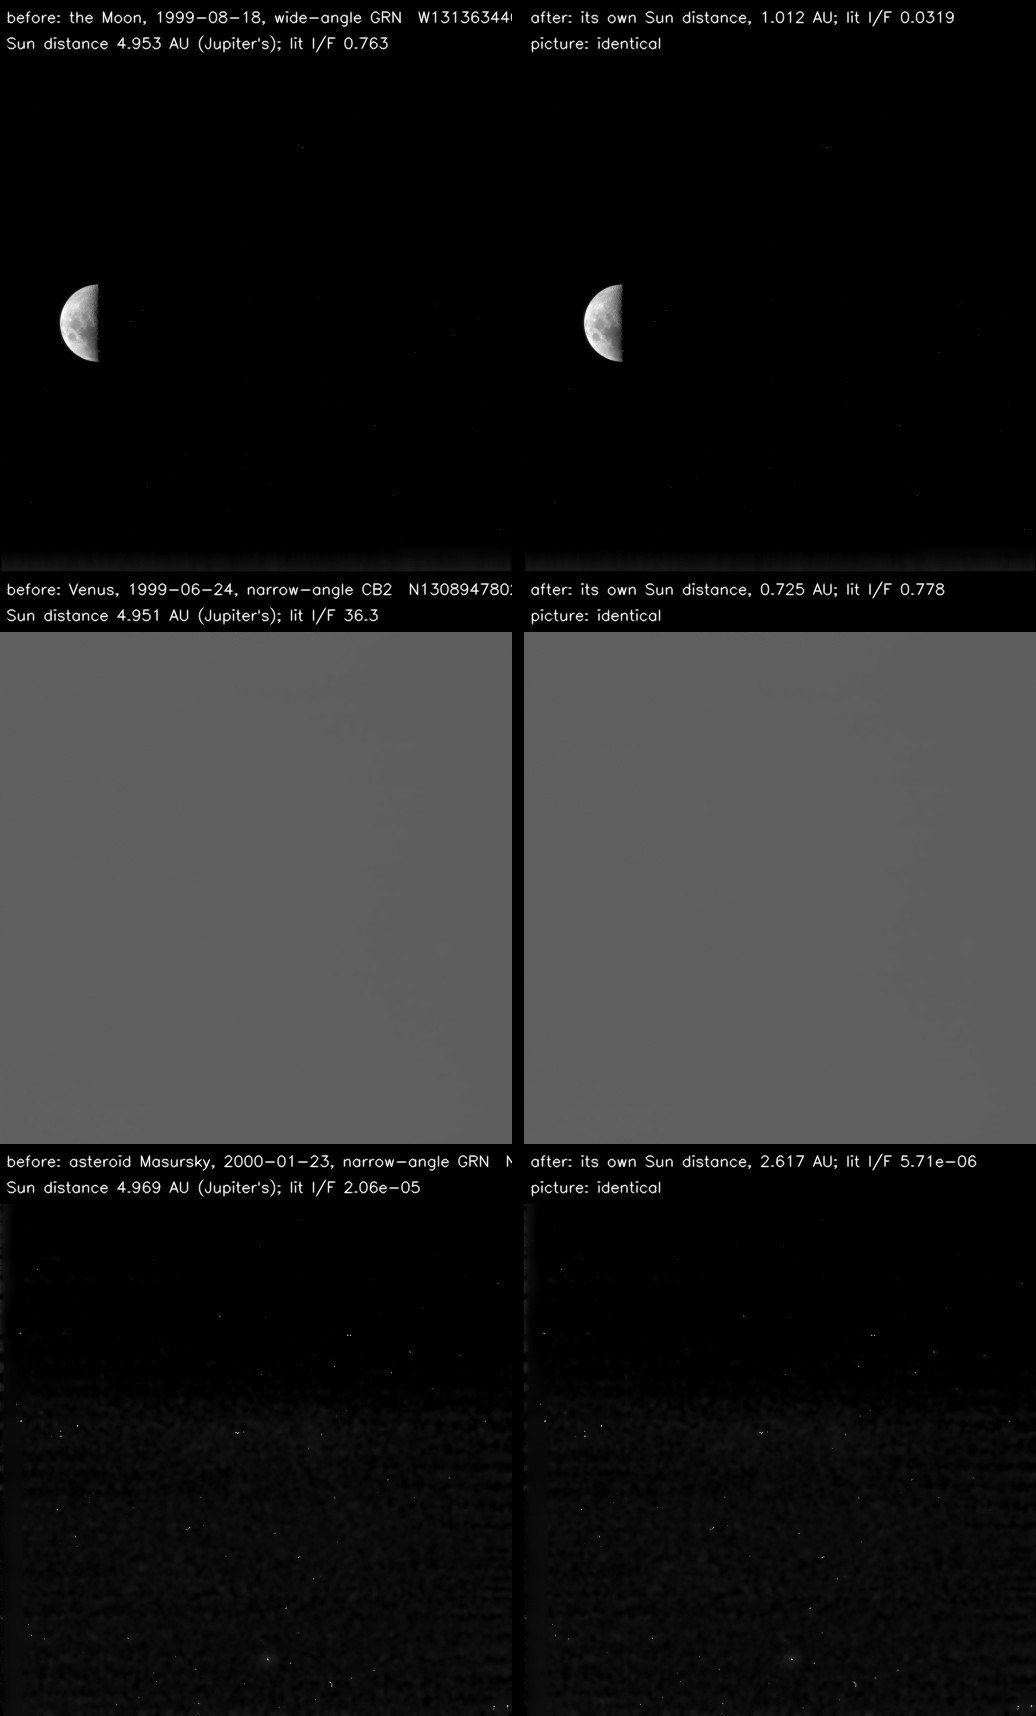 before: the Moon, 1999-08-18, wide-angle GRN W13136344
Sun distance 4.953 AU (Jupiter's); lit I/F 0.763
after: its own Sun distance, 1.012 AU; lit I/F 0.0319
picture: identical
before: Venus, 1999-06-24, narrow-angle CB2 N130894780
Sun distance 4.951 AU (Jupiter's); lit I/F 36.3
after: its own Sun distance, 0.725 AU; lit I/F 0.778
picture: identical
before: asteroid Masursky, 2000-01-23, narrow-angle GRN
Sun distance 4.969 AU (Jupiter's); lit I/F 2.06e-05
after: its own Sun distance, 2.617 AU; lit I/F 5.71e-06
picture: identical